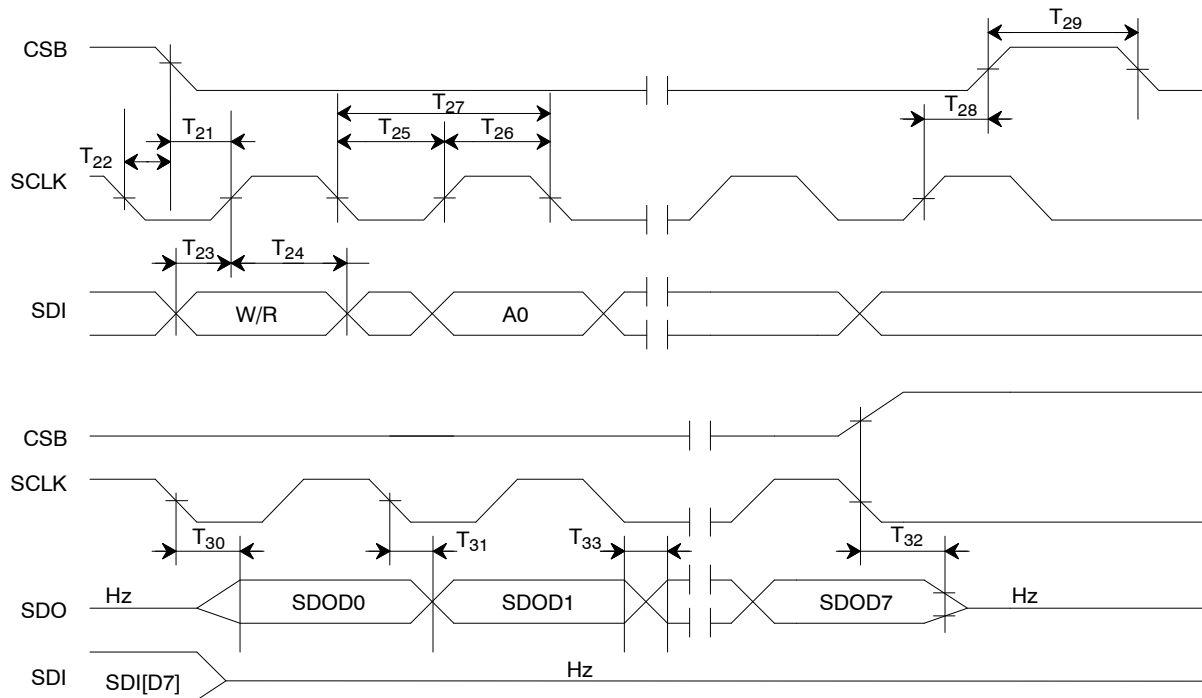 CSB
T29
T27
T28
T21
T25
T26
T22
SCLK
T23
T24
SDI
W/R
A0
CSB
SCLK
T30
T31
T33
T32
SDO
Hz
SDOD0
SDOD1
SDOD7
Hz
SDI
SDI[D7]
Hz